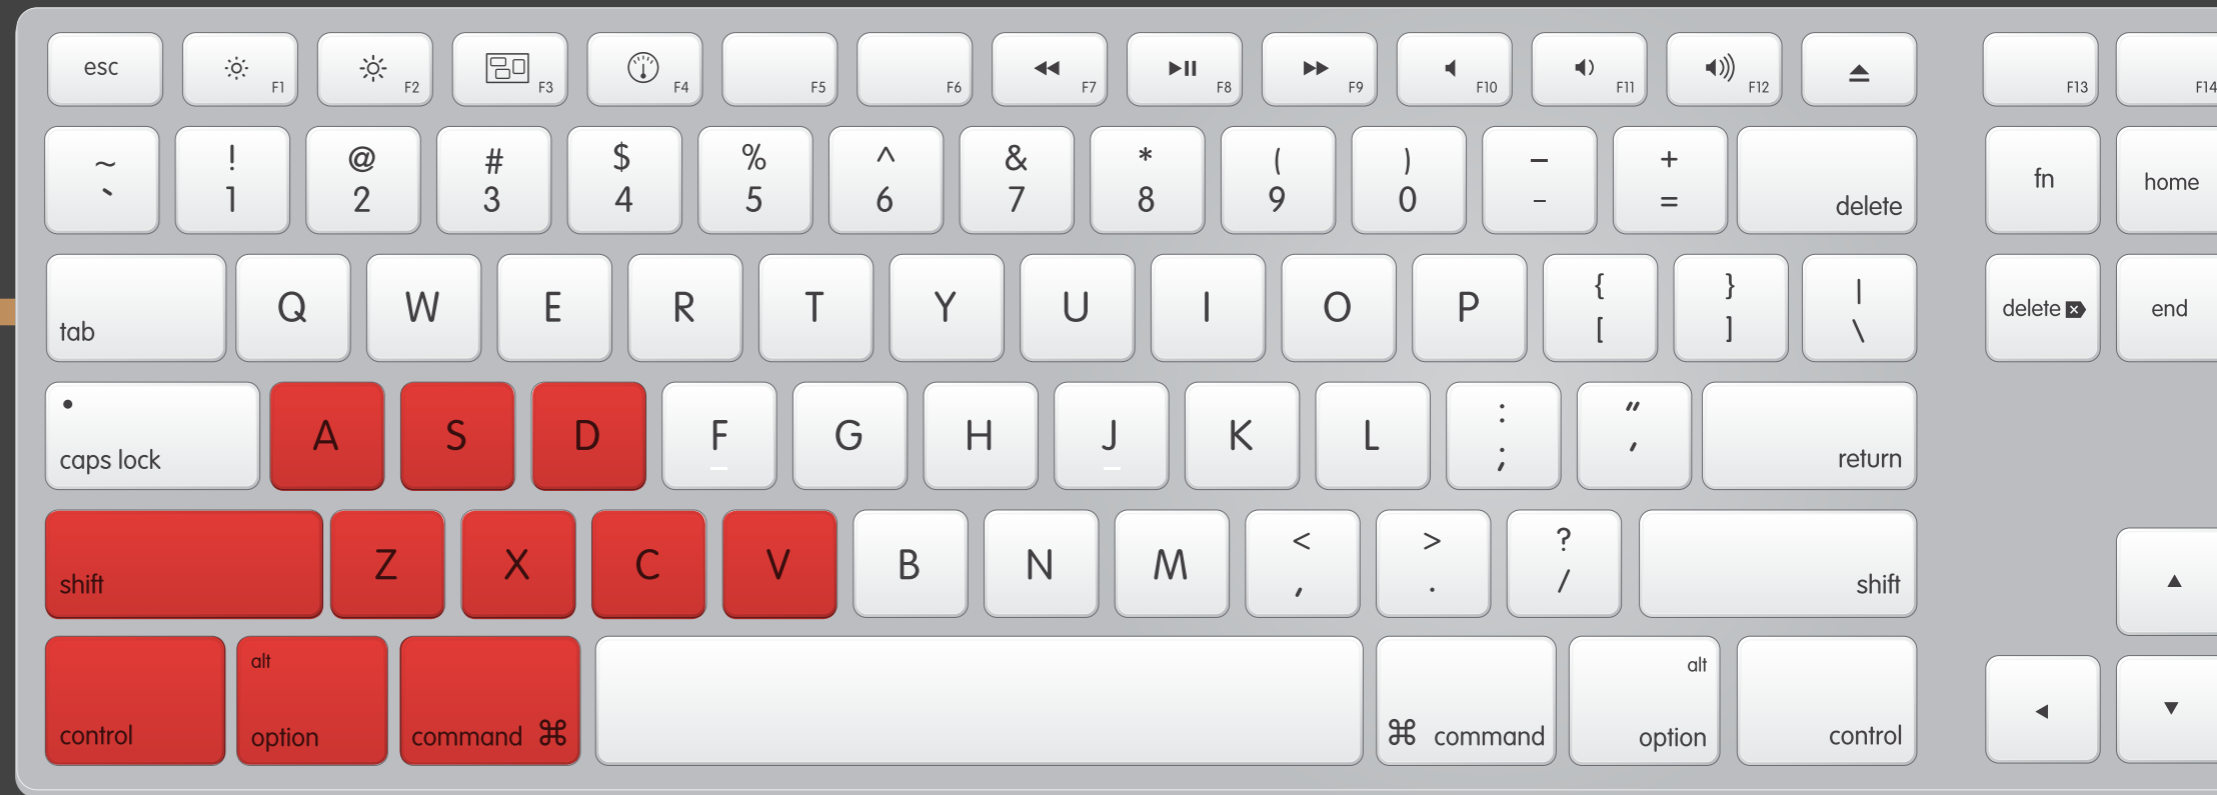 esc F1 F2 F3 F4 F5 F6 F7 F8 F9 F10 F11 F12 F13 F14
~ ! @ # $ % ^ & * ( ) – +
` 1 2 3 4 5 6 7 8 9 0 - = delete fn home
tab Q W E R T Y U I O P { } | delete end
[ ] \
caps lock A S D F G H J K L : " return
; '
shift Z X C V B N M < > ? shift
, . /
alt alt
control option command ⌘ ⌘ command option control